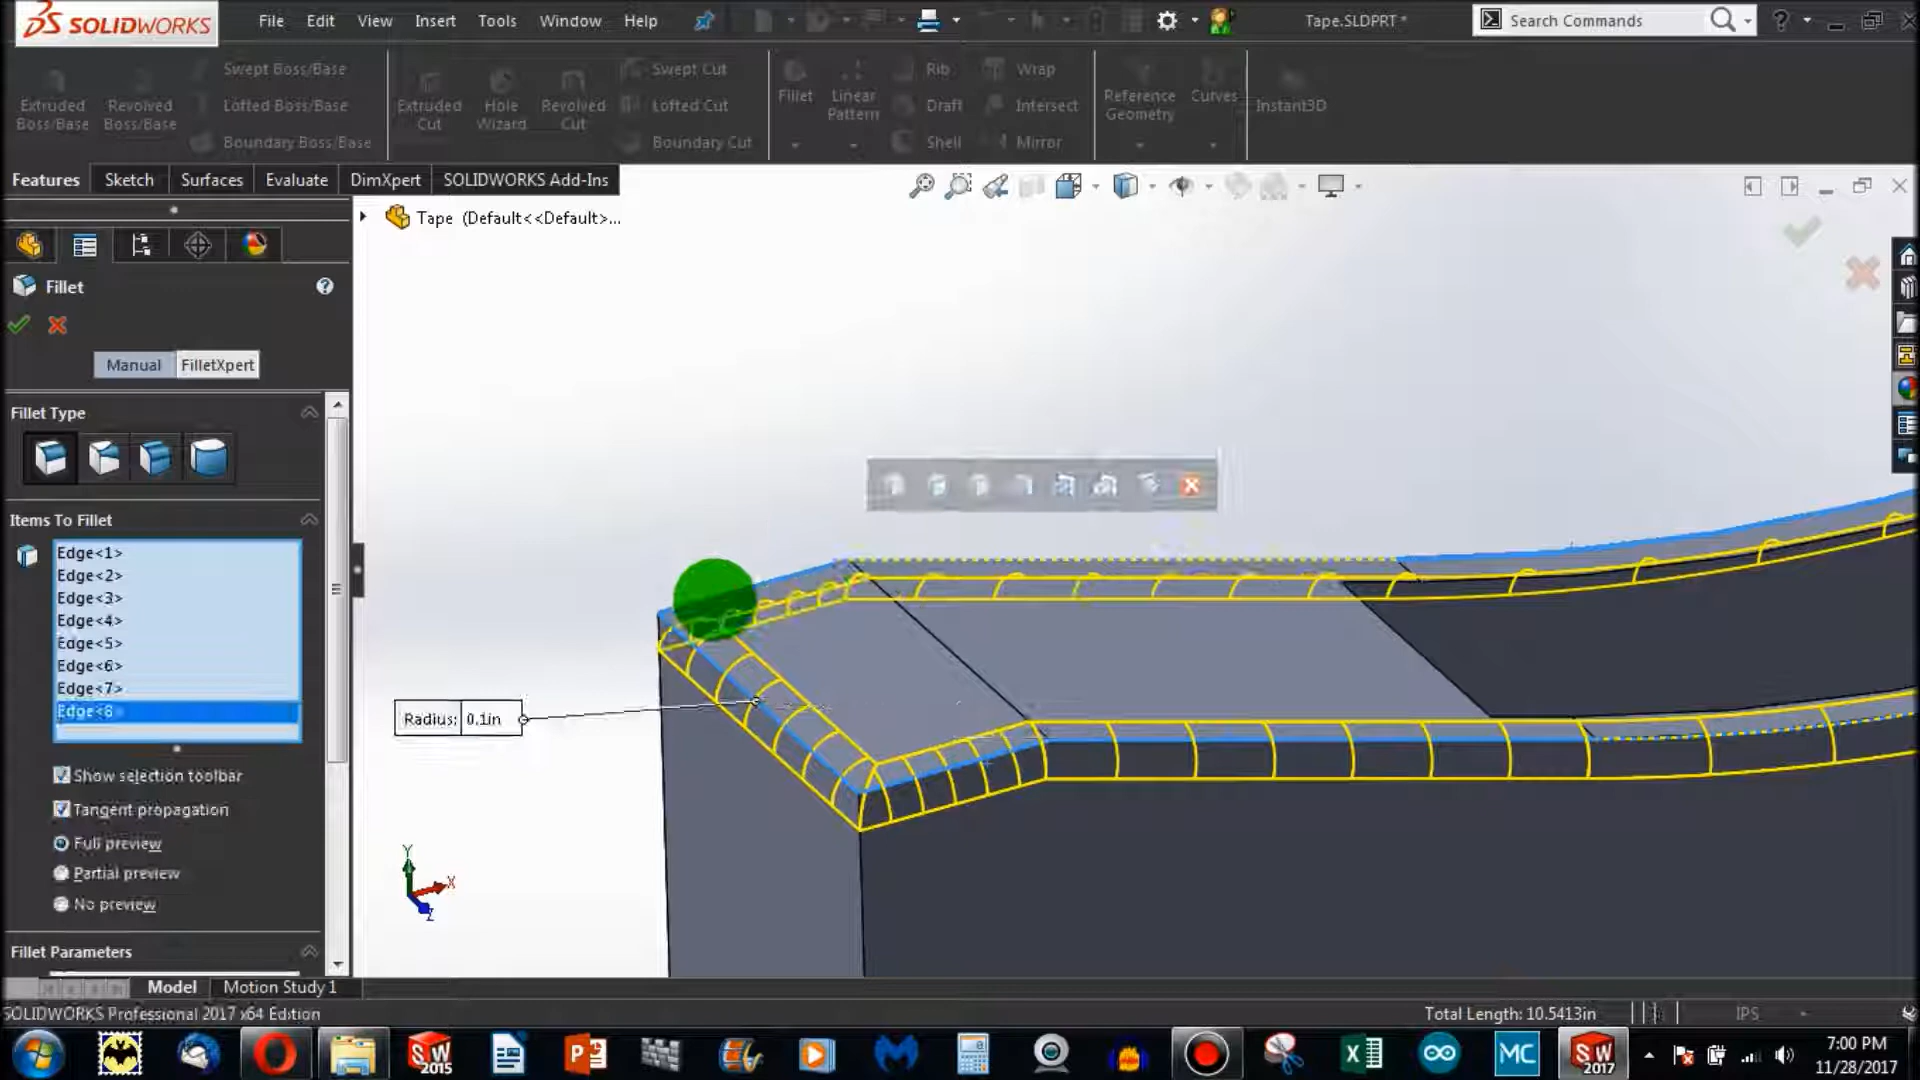 SOLIDWORKS File Edit View Insert Tools Window Help Tape.SLDPRT * Search Commands
Extruded Boss/Base
Revolved Boss/Base
Swept Boss/Base
Lofted Boss/Base
Boundary Boss/Base
Extruded Cut
Hole Wizard
Revolved Cut
Swept Cut
Lofted Cut
Boundary Cut
Fillet
Linear Pattern
Rib
Draft
Shell
Wrap
Intersect
Mirror
Reference Geometry
Curves
Instant3D
Features Sketch Surfaces Evaluate DimXpert SOLIDWORKS Add-Ins
Tape (Default<<Default>...
Fillet
Manual FilletXpert
Fillet Type
Items To Fillet
Edge<1>
Edge<2>
Edge<3>
Edge<4>
Edge<5>
Edge<6>
Edge<7>
Edge<8>
Radius: 0.1in
Show selection toolbar
Tangent propagation
Full preview
Partial preview
No preview
Fillet Parameters
Y
X
Z
Model Motion Study 1
SOLIDWORKS Professional 2017 x64 Edition Total Length: 10.5413in IPS
SW 2015
MC
SW 2017
7:00 PM
11/28/2017